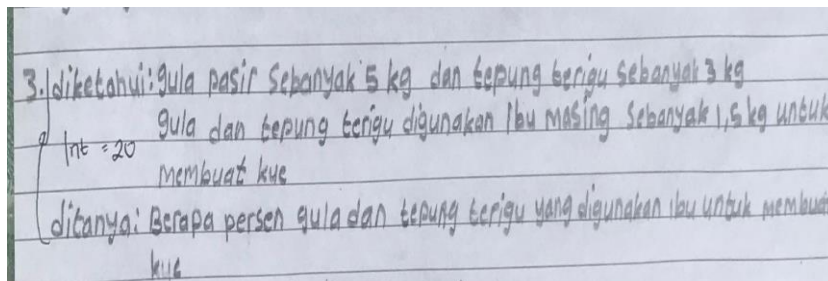 3. diketahui: gula pasir sebanyak 5 kg dan tepung terigu sebanyak 3 kg
gula dan tepung terigu digunakan Ibu masing sebanyak 1,5 kg untuk
Int = 20
membuat kue
ditanya: Berapa persen gula dan tepung terigu yang digunakan ibu untuk membuat
kue